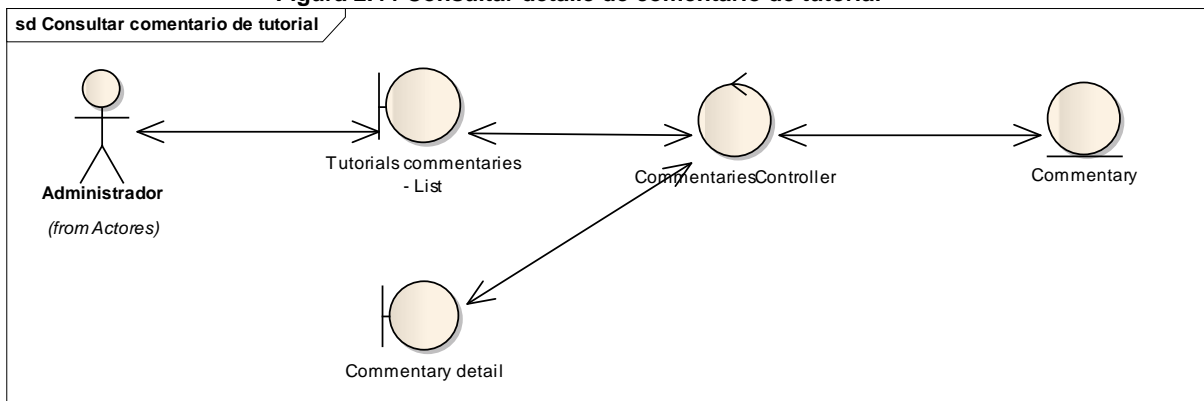 sd Consultar comentario de tutorial
Administrador
(from Actores)
Tutorials commentaries
- List
CommentariesController
Commentary
Commentary detail